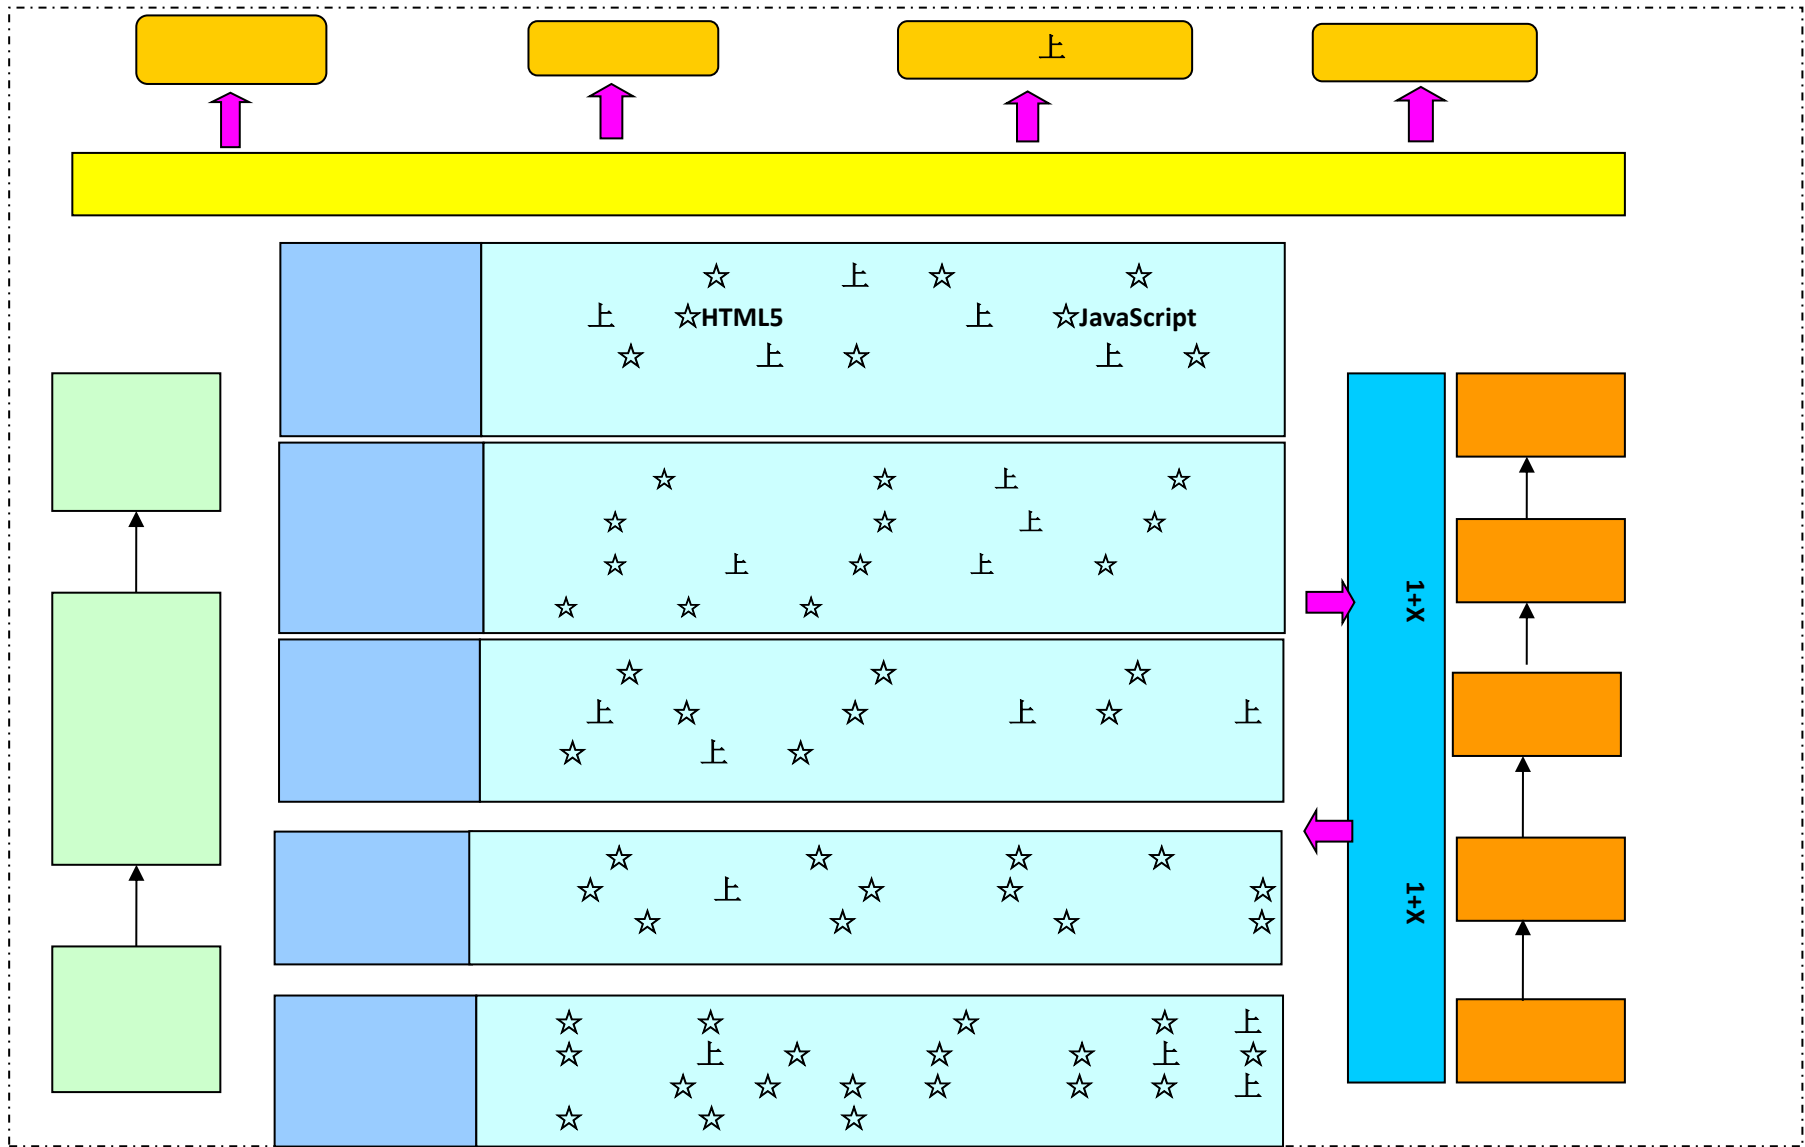 上
☆ 上 ☆ ☆
上 ☆HTML5 上 ☆JavaScript
☆ 上 ☆ 上 ☆
☆ ☆ 上 ☆
☆ ☆ 上 ☆
☆ 上 ☆ 上 ☆
☆ ☆ ☆
☆ ☆ ☆
上 ☆ ☆ 上 ☆ 上
☆ 上 ☆
☆ ☆ ☆ ☆
☆ 上 ☆ ☆ ☆
☆ ☆ ☆ ☆
☆ ☆ ☆ ☆ 上
☆ 上 ☆ ☆ ☆ 上 ☆
☆ ☆ ☆ ☆ ☆ ☆ 上
☆ ☆ ☆
1+X
1+X